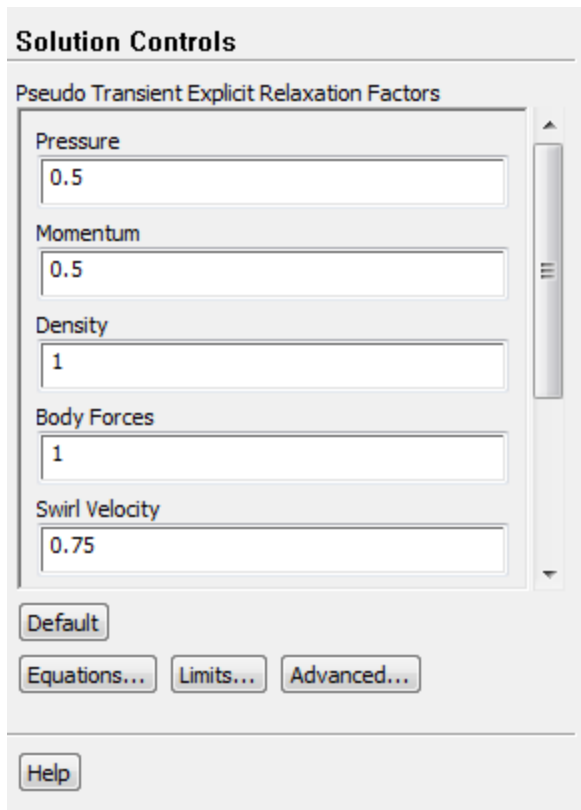 Solution Controls
Pseudo Transient Explicit Relaxation Factors
Pressure
0.5
Momentum
0.5
Density
1
Body Forces
1
Swirl Velocity
0.75
Default
Equations... Limits... Advanced...
Help